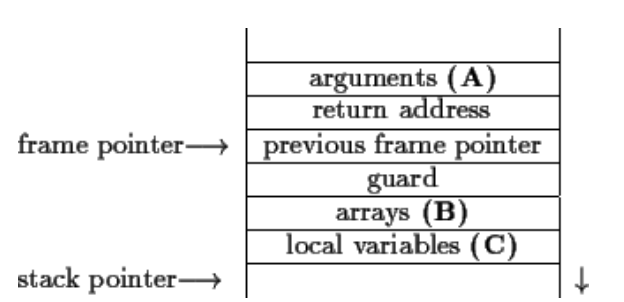 arguments (A)
return address
frame pointer⟶ previous frame pointer
guard
arrays (B)
local variables (C)
stack pointer⟶ ↓